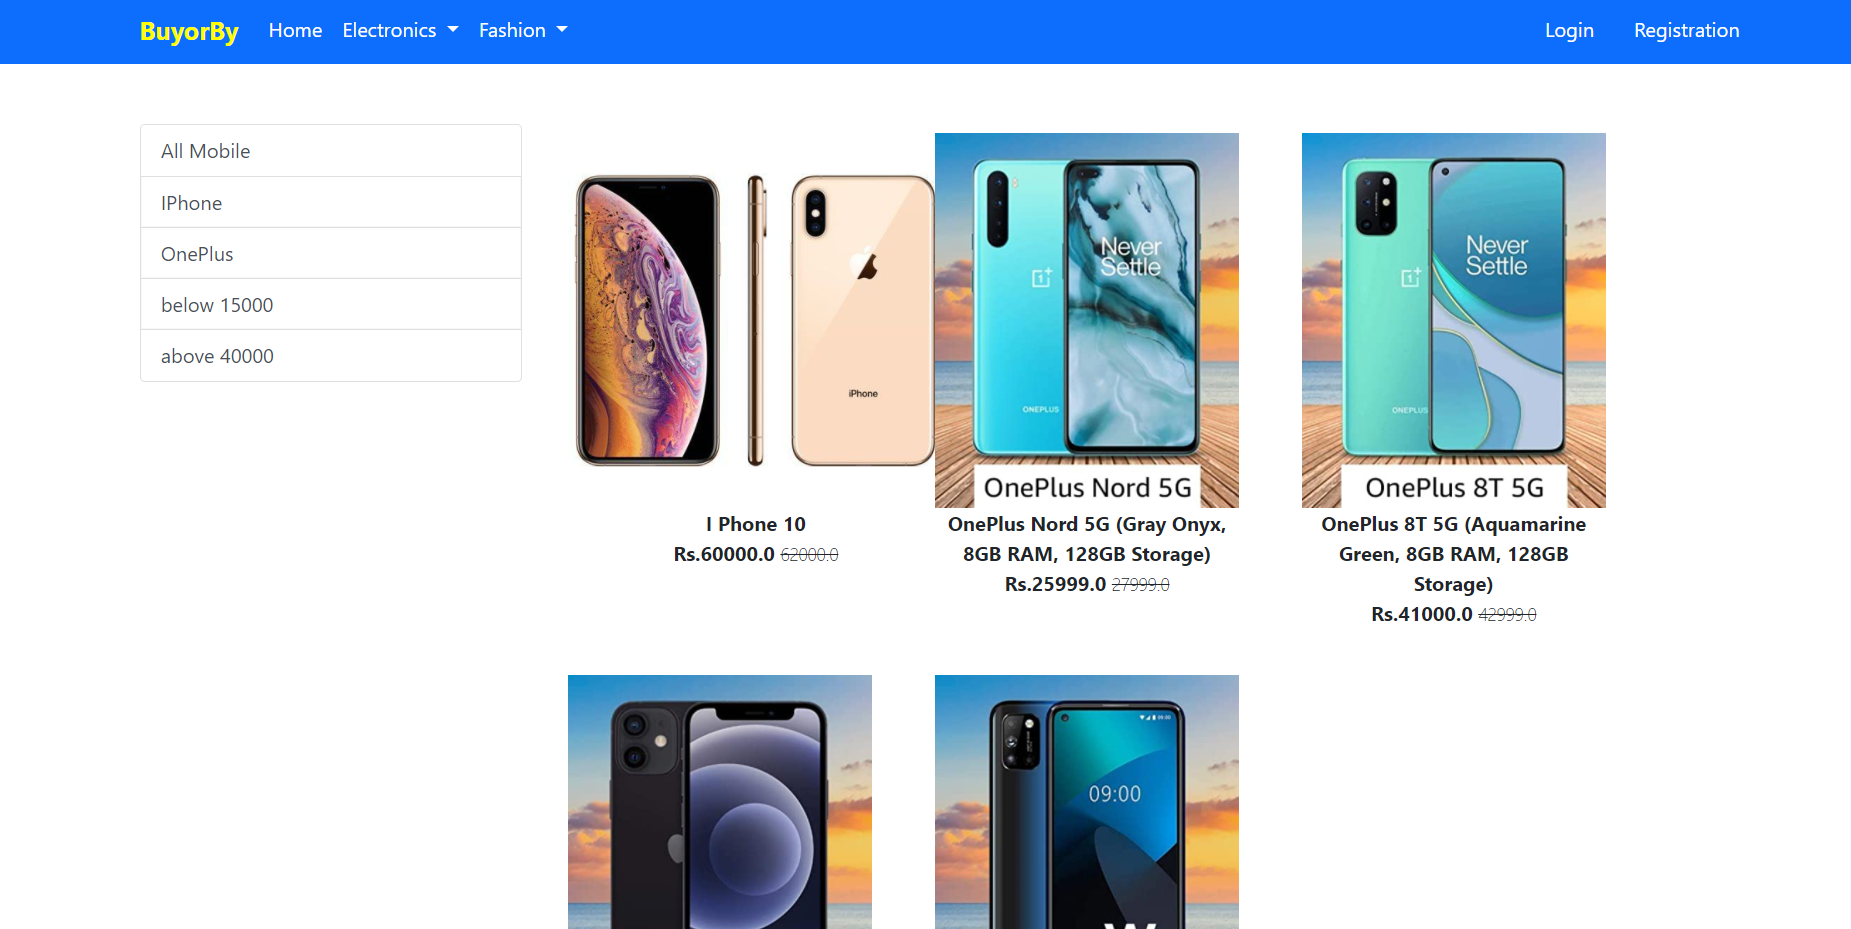 BuyorBy Home Electronics Fashion Login Registration
All Mobile
IPhone
OnePlus
below 15000
above 40000
iPhone
I Phone 10
Rs.60000.0 62000.0
Never
Settle
ONEPLUS
OnePlus Nord 5G
OnePlus Nord 5G (Gray Onyx,
8GB RAM, 128GB Storage)
Rs.25999.0 27999.0
Never
Settle
ONEPLUS
OnePlus 8T 5G
OnePlus 8T 5G (Aquamarine
Green, 8GB RAM, 128GB
Storage)
Rs.41000.0 42999.0
09:00
09:00